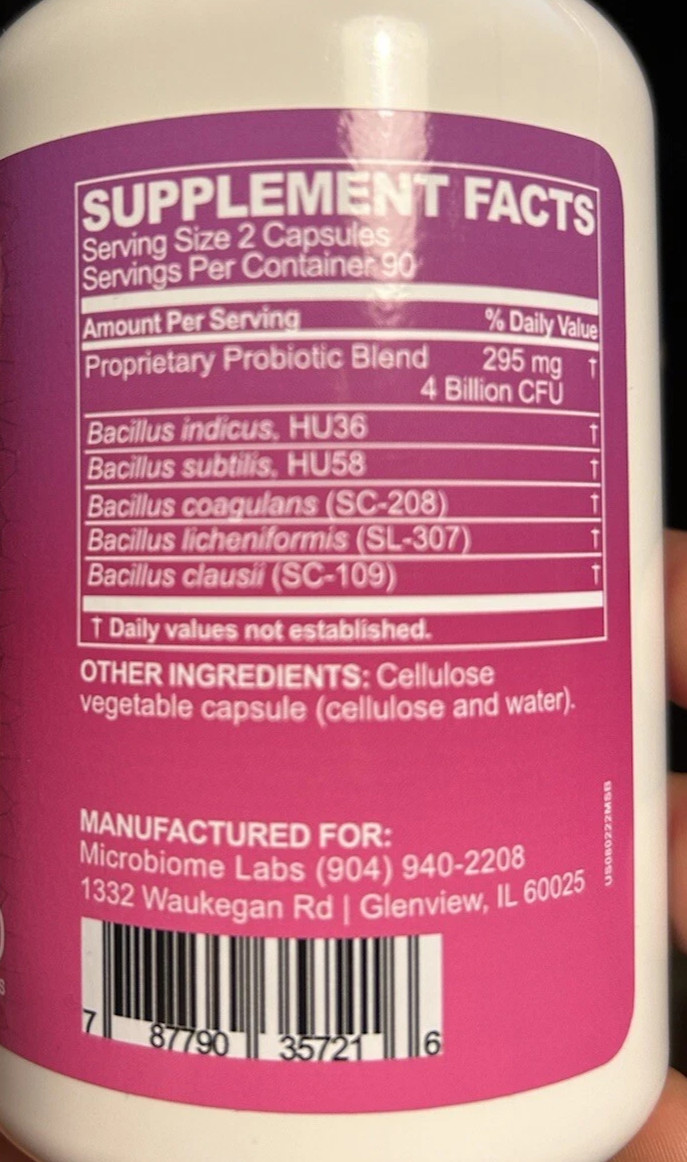 SUPPLEMENT FACTS
Serving Size 2 Capsules
Servings Per Container 90
Amount Per Serving % Daily Value
Proprietary Probiotic Blend 295 mg †
4 Billion CFU
Bacillus indicus, HU36 †
Bacillus subtilis, HU58 †
Bacillus coagulans (SC-208) †
Bacillus licheniformis (SL-307) †
Bacillus clausii (SC-109) †
† Daily values not established.
OTHER INGREDIENTS: Cellulose
vegetable capsule (cellulose and water).
MANUFACTURED FOR:
Microbiome Labs (904) 940-2208
1332 Waukegan Rd | Glenview, IL 60025
US080222MSB
7 87790 35721 6